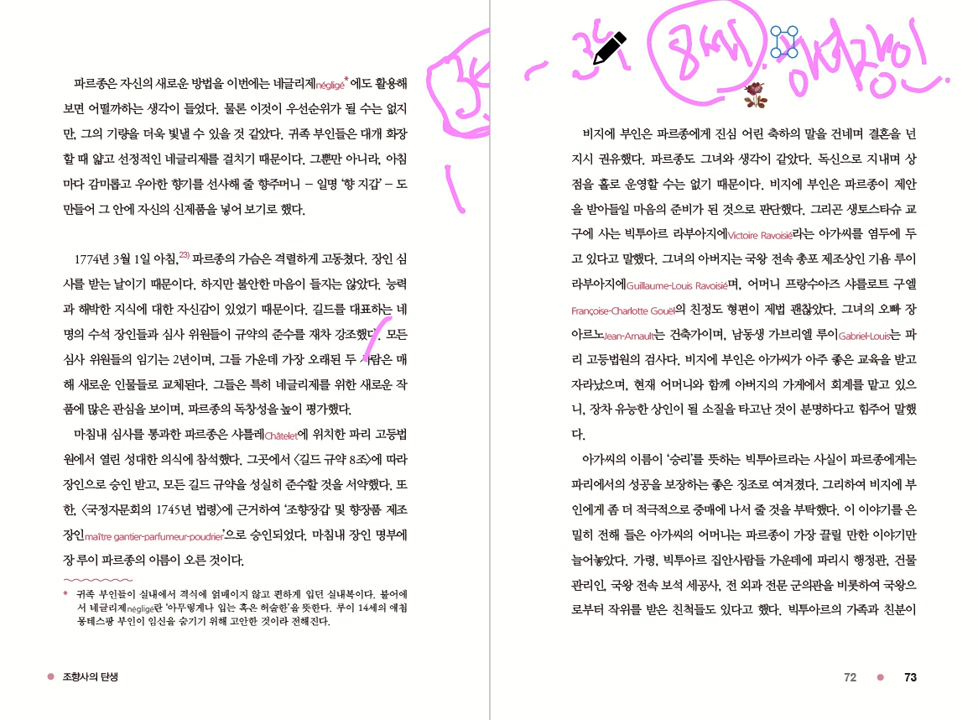 파르종은 자신의 새로운 방법을 이번에는 네글리제négligé*에도 활용해
보면 어떨까하는 생각이 들었다. 물론 이것이 우선순위가 될 수는 없지
만, 그의 기량을 더욱 빛낼 수 있을 것 같았다. 귀족 부인들은 대개 화장
할 때 얇고 선정적인 네글리제를 걸치기 때문이다. 그뿐만 아니라, 아침
마다 감미롭고 우아한 향기를 선사해 줄 향주머니 – 일명 ‘향 지갑’ – 도
만들어 그 안에 자신의 신제품을 넣어 보기로 했다.
1774년 3월 1일 아침,23) 파르종의 가슴은 격렬하게 고동쳤다. 장인 심
사를 받는 날이기 때문이다. 하지만 불안한 마음이 들지는 않았다. 능력
과 해박한 지식에 대한 자신감이 있었기 때문이다. 길드를 대표하는 네
명의 수석 장인들과 심사 위원들이 규약의 준수를 재차 강조했다. 모든
심사 위원들의 임기는 2년이며, 그들 가운데 가장 오래된 두 사람은 매
해 새로운 인물들로 교체된다. 그들은 특히 네글리제를 위한 새로운 작
품에 많은 관심을 보이며, 파르종의 독창성을 높이 평가했다.
마침내 심사를 통과한 파르종은 샤틀레Châtelet에 위치한 파리 고등법
원에서 열린 성대한 의식에 참석했다. 그곳에서 〈길드 규약 8조〉에 따라
장인으로 승인 받고, 모든 길드 규약을 성실히 준수할 것을 서약했다. 또
한, 〈국정자문회의 1745년 법령〉에 근거하여 ‘조향장갑 및 향장품 제조
장인maître gantier-parfumeur-poudrier’으로 승인되었다. 마침내 장인 명부에
장 루이 파르종의 이름이 오른 것이다.
* 귀족 부인들이 실내에서 격식에 얽매이지 않고 편하게 입던 실내복이다. 불어에
서 네글리제négligé란 ‘아무렇게나 입는 혹은 허술한’을 뜻한다. 루이 14세의 애첩
몽테스팡 부인이 임신을 숨기기 위해 고안한 것이라 전해진다.
조향사의 탄생
8쌔
비지에 부인은 파르종에게 진심 어린 축하의 말을 건네며 결혼을 넌
지시 권유했다. 파르종도 그녀와 생각이 같았다. 독신으로 지내며 상
점을 홀로 운영할 수는 없기 때문이다. 비지에 부인은 파르종이 제안
을 받아들일 마음의 준비가 된 것으로 판단했다. 그리곤 생토스타슈 교
구에 사는 빅투아르 라부아지에Victoire Ravoisié라는 아가씨를 염두에 두
고 있다고 말했다. 그녀의 아버지는 국왕 전속 총포 제조상인 기욤 루이
라부아지에Guillaume-Louis Ravoisié며, 어머니 프랑수아즈 샤를로트 구엘
Françoise-Charlotte Gouël의 친정도 형편이 제법 괜찮았다. 그녀의 오빠 장
아르노Jean-Arnault는 건축가이며, 남동생 가브리엘 루이Gabriel-Louis는 파
리 고등법원의 검사다. 비지에 부인은 아가씨가 아주 좋은 교육을 받고
자라났으며, 현재 어머니와 함께 아버지의 가게에서 회계를 맡고 있으
니, 장차 유능한 상인이 될 소질을 타고난 것이 분명하다고 힘주어 말했
다.
아가씨의 이름이 ‘승리’를 뜻하는 빅투아르라는 사실이 파르종에게는
파리에서의 성공을 보장하는 좋은 징조로 여겨졌다. 그리하여 비지에 부
인에게 좀 더 적극적으로 중매에 나서 줄 것을 부탁했다. 이 이야기를 은
밀히 전해 들은 아가씨의 어머니는 파르종이 가장 끌릴 만한 이야기만
늘어놓았다. 가령, 빅투아르 집안사람들 가운데에 파리시 행정관, 건물
관리인, 국왕 전속 보석 세공사, 전 외과 전문 군의관을 비롯하여 국왕으
로부터 작위를 받은 친척들도 있다고 했다. 빅투아르의 가족과 친분이
72 73